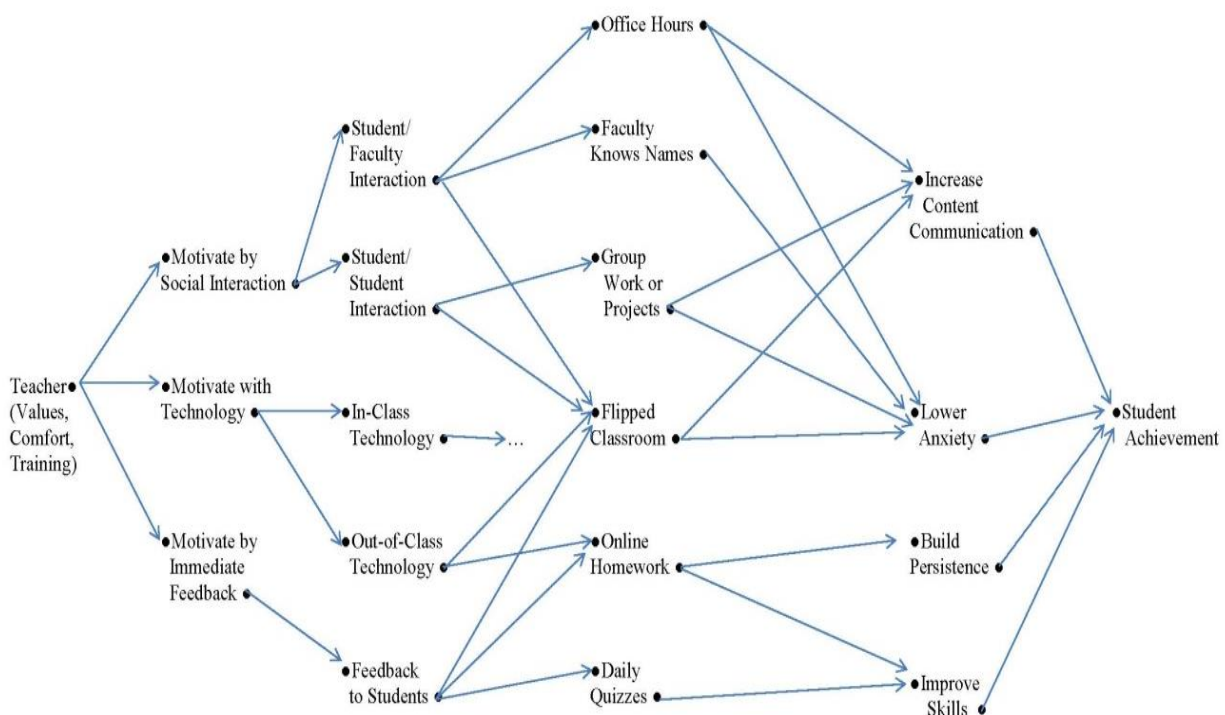 Office Hours
Student/
Faculty
Interaction
Faculty
Knows Names
Increase
Content
Communication
Motivate by
Social Interaction
Student/
Student
Interaction
Group
Work or
Projects
Teacher
(Values,
Comfort,
Training)
Motivate with
Technology
In-Class
Technology
...
Flipped
Classroom
Lower
Anxiety
Student
Achievement
Motivate by
Immediate
Feedback
Out-of-Class
Technology
Online
Homework
Build
Persistence
Feedback
to Students
Daily
Quizzes
Improve
Skills